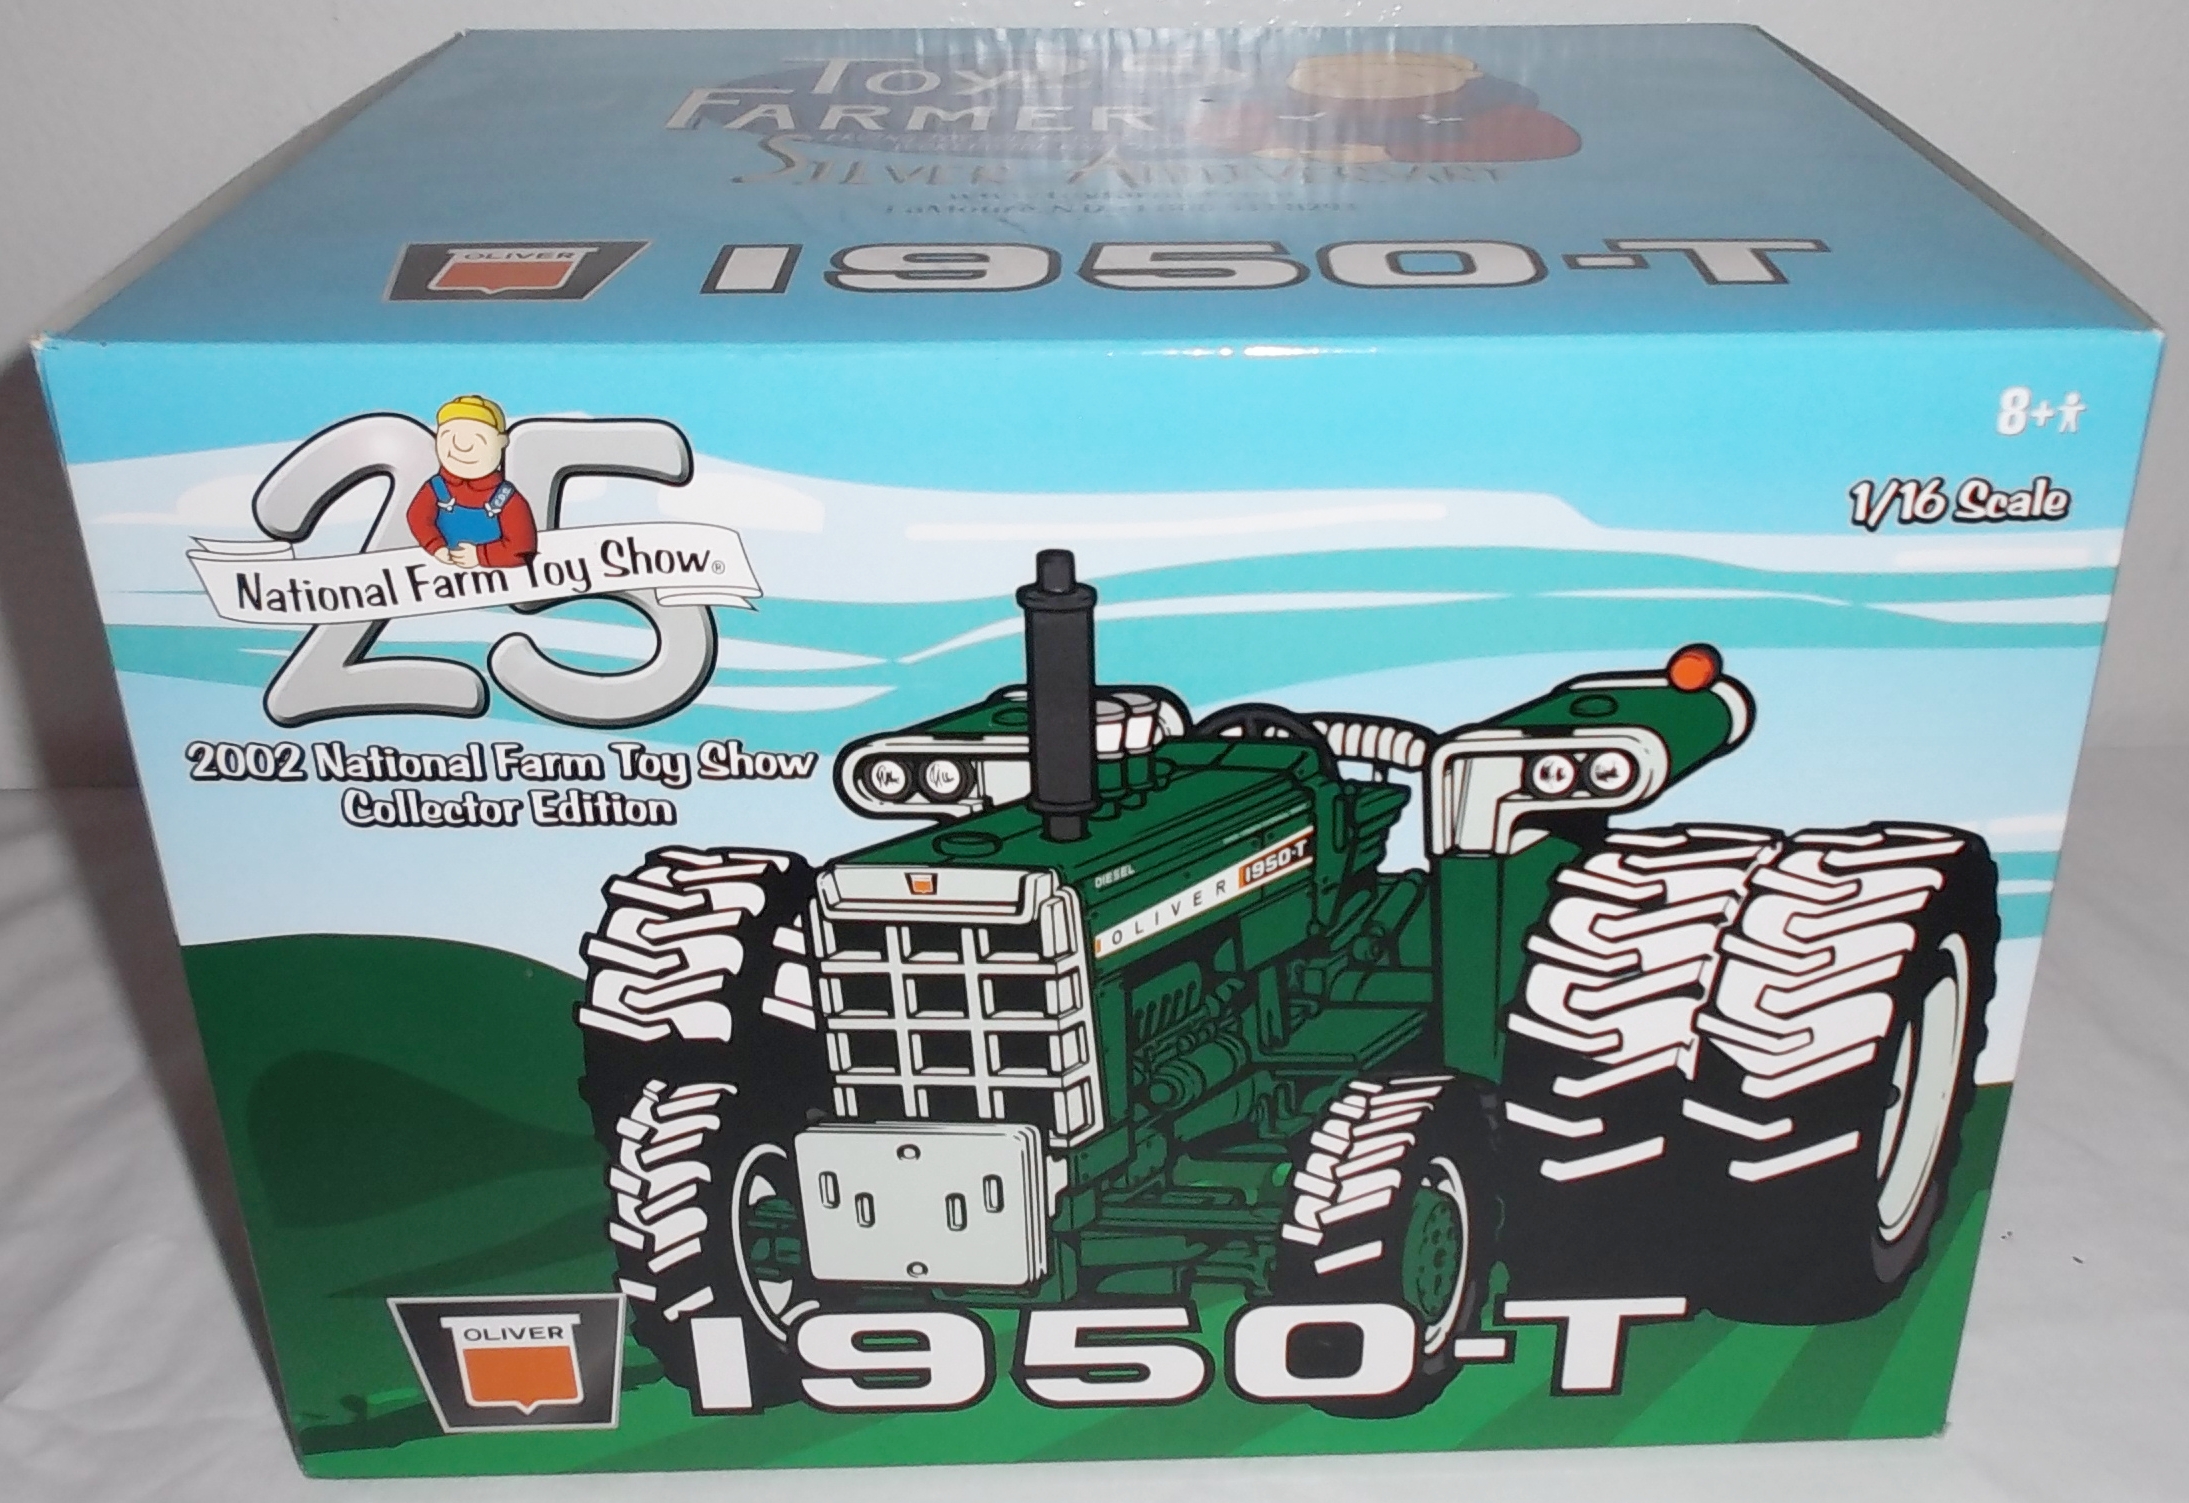 TOY
FARMER
SILVER ANNIVERSARY
OLIVER
1950-T
25
National Farm Toy Show®
2002 National Farm Toy Show
Collector Edition
8+
1/16 Scale
DIESEL
OLIVER 1950-T
OLIVER
1950-T